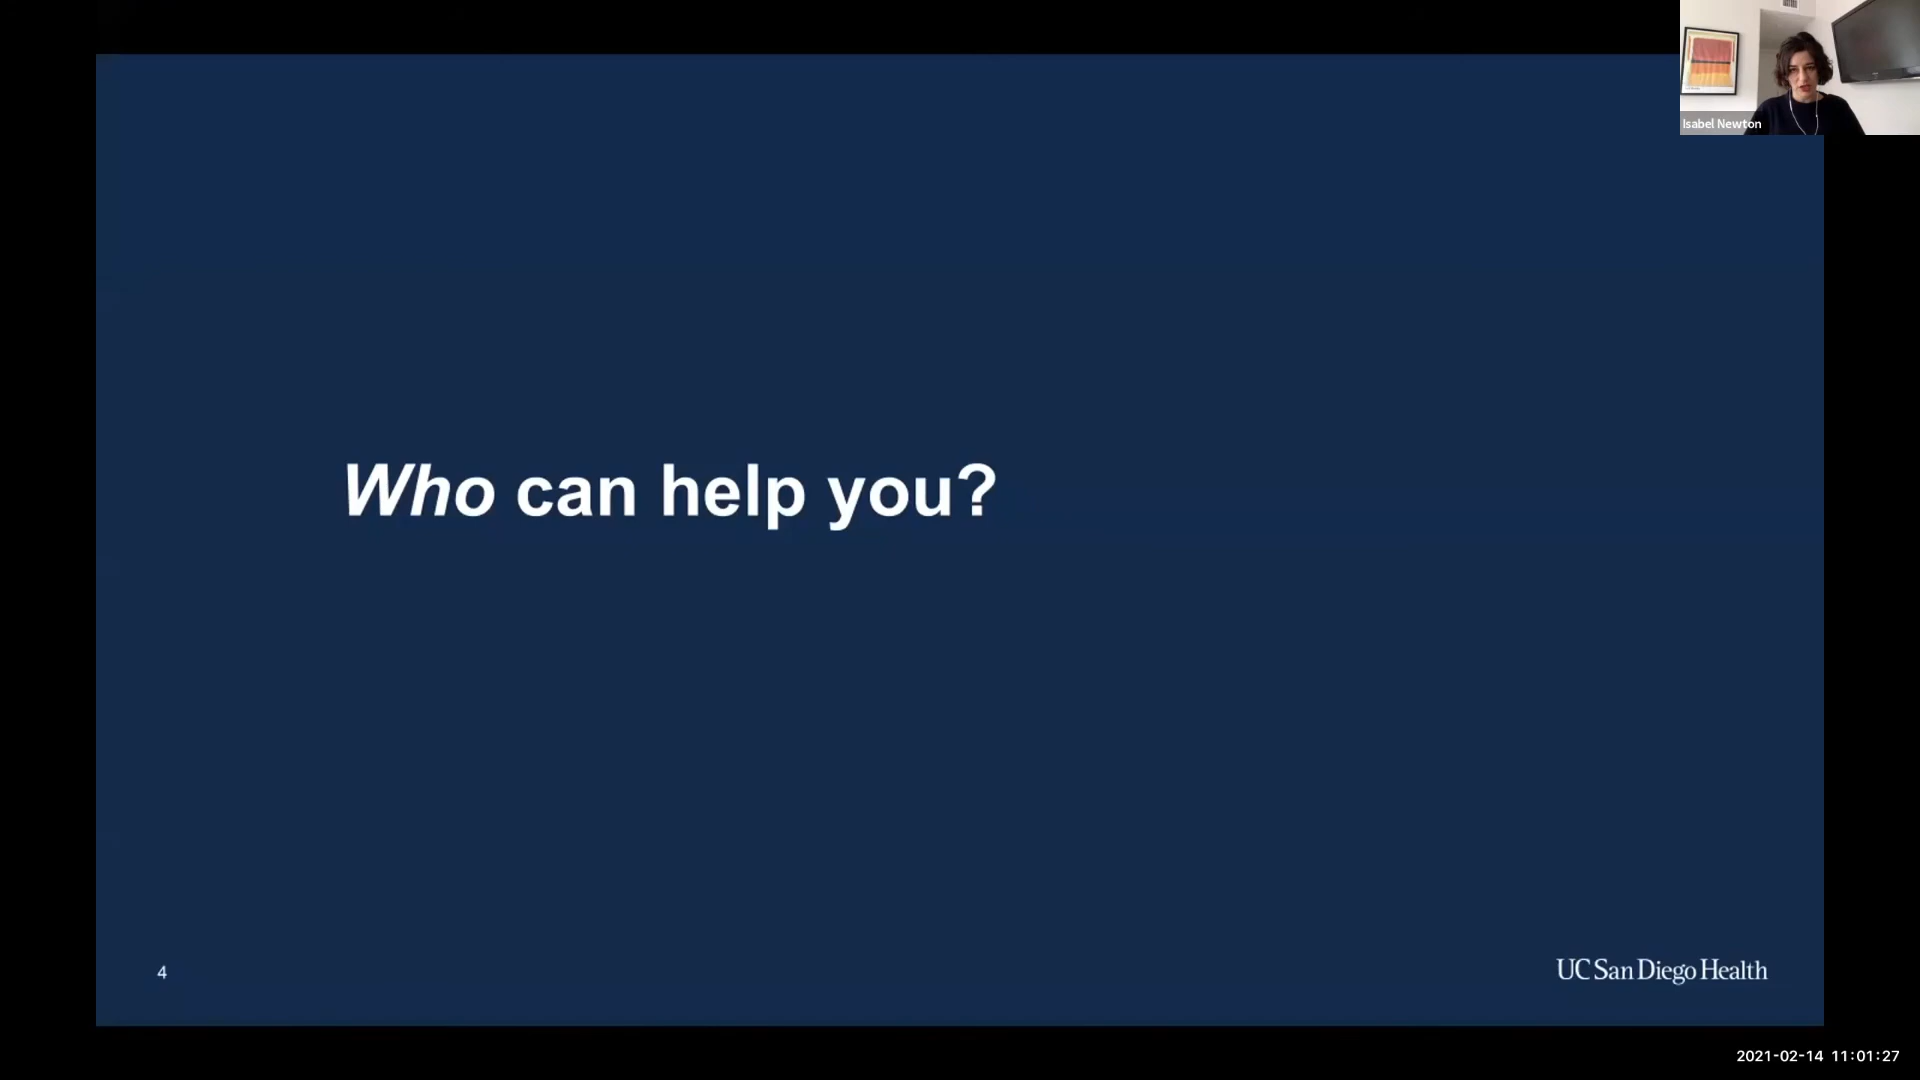 Isabel Newton
Who can help you?
4
UC San Diego Health
2021-02-14 11:01:27